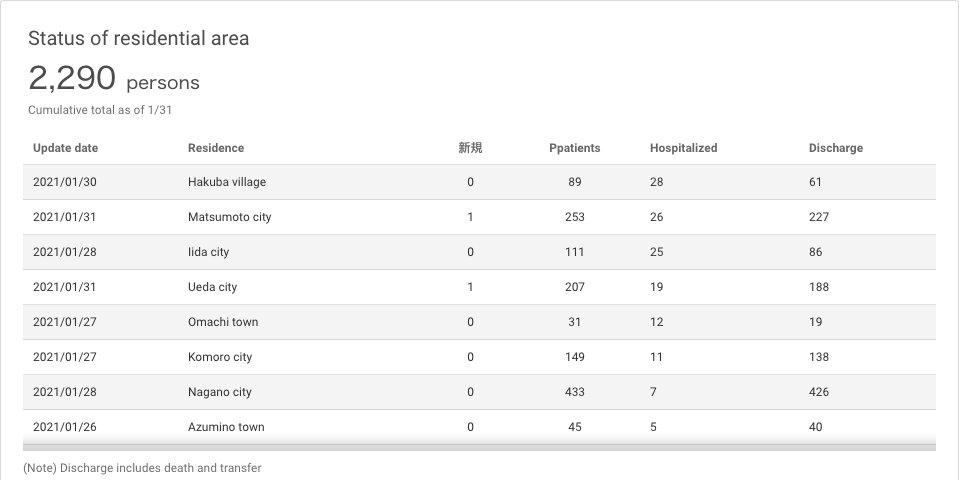 Status of residential area
2,290 persons
Cumulative total as of 1/31
Update date Residence 新規 Ppatients Hospitalized Discharge
2021/01/30 Hakuba village 0 89 28 61
2021/01/31 Matsumoto city 1 253 26 227
2021/01/28 Iida city 0 111 25 86
2021/01/31 Ueda city 1 207 19 188
2021/01/27 Omachi town 0 31 12 19
2021/01/27 Komoro city 0 149 11 138
2021/01/28 Nagano city 0 433 7 426
2021/01/26 Azumino town 0 45 5 40
(Note) Discharge includes death and transfer